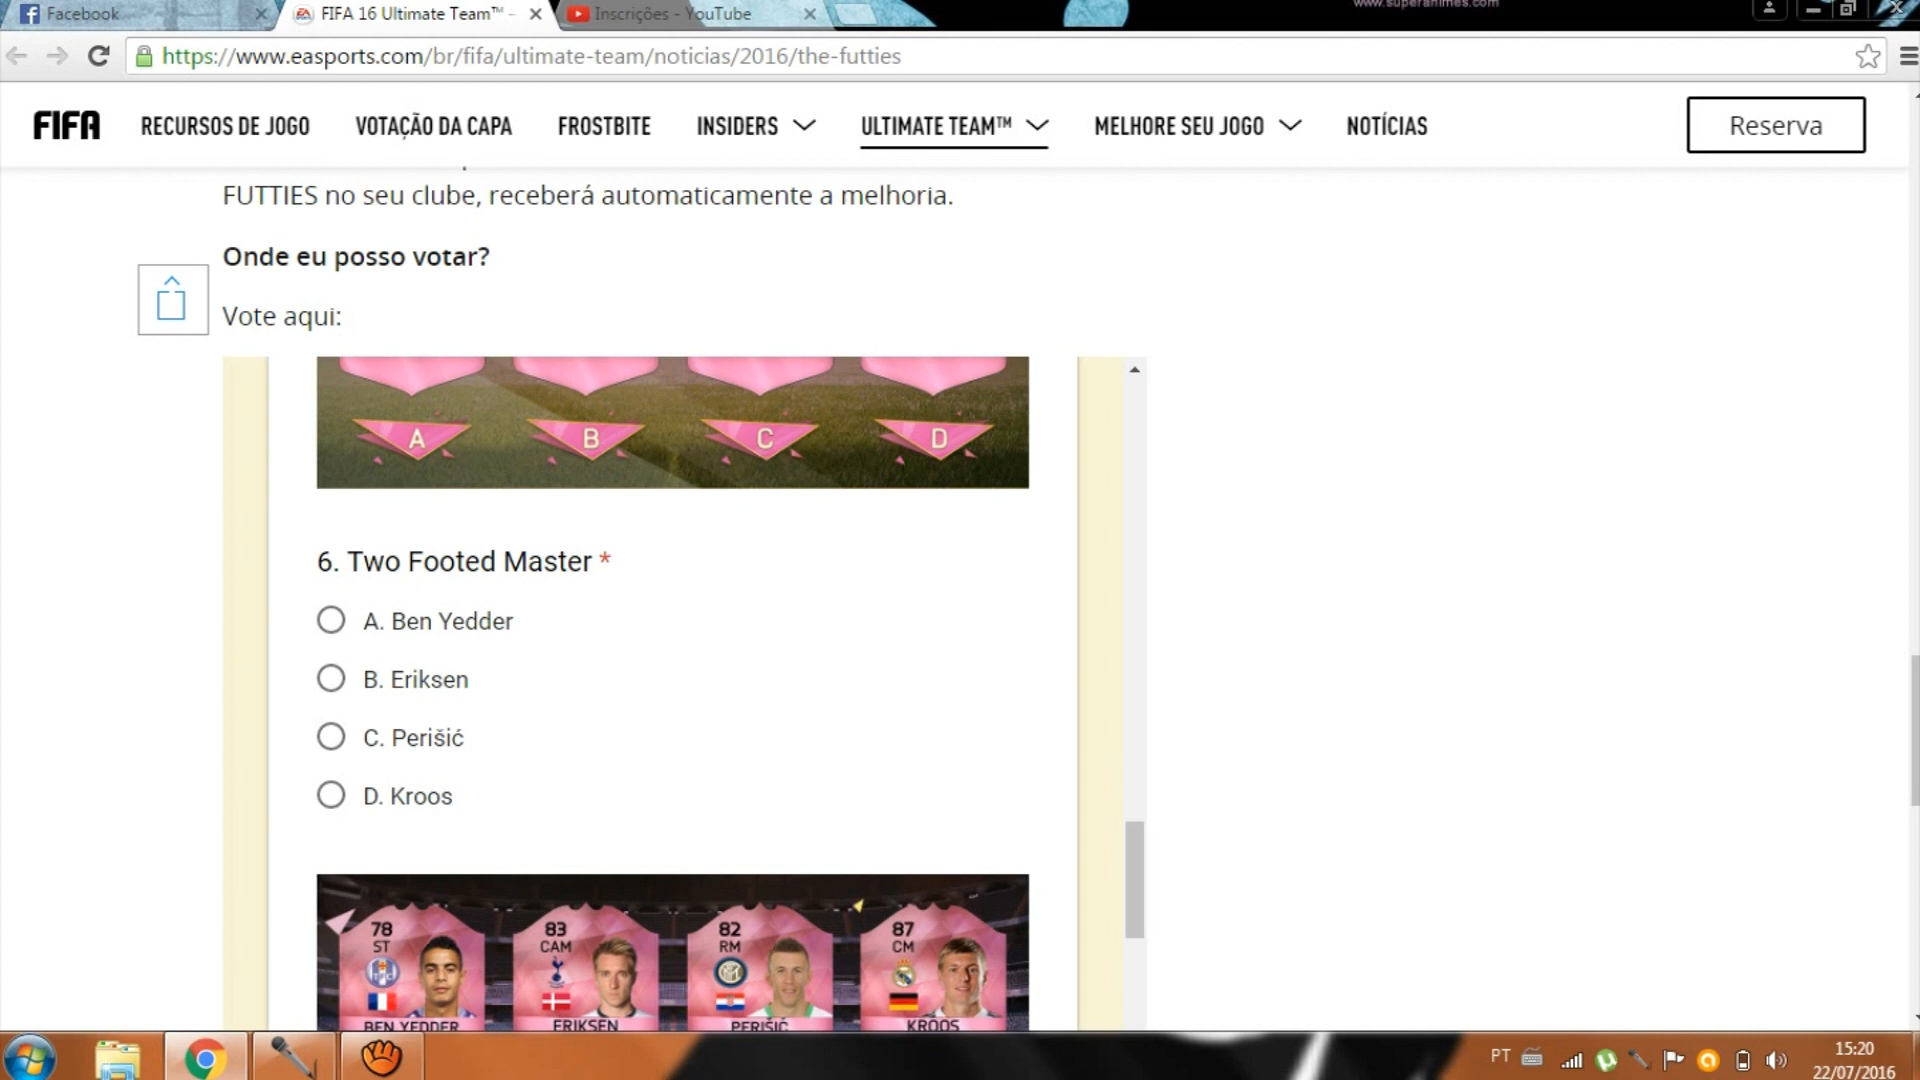 www.superanimes.com
Facebook
FIFA 16 Ultimate Team™ -
Inscrições - YouTube
https://www.easports.com/br/fifa/ultimate-team/noticias/2016/the-futties
FIFA
RECURSOS DE JOGO
VOTAÇÃO DA CAPA
FROSTBITE
INSIDERS
ULTIMATE TEAM™
MELHORE SEU JOGO
NOTÍCIAS
Reserva
FUTTIES no seu clube, receberá automaticamente a melhoria.
Onde eu posso votar?
Vote aqui:
A B C D
6. Two Footed Master *
A. Ben Yedder
B. Eriksen
C. Perišić
D. Kroos
78 83 82 87
ST CAM RM CM
BEN YEDDER ERIKSEN PERIŠIĆ KROOS
PT
15:20
22/07/2016